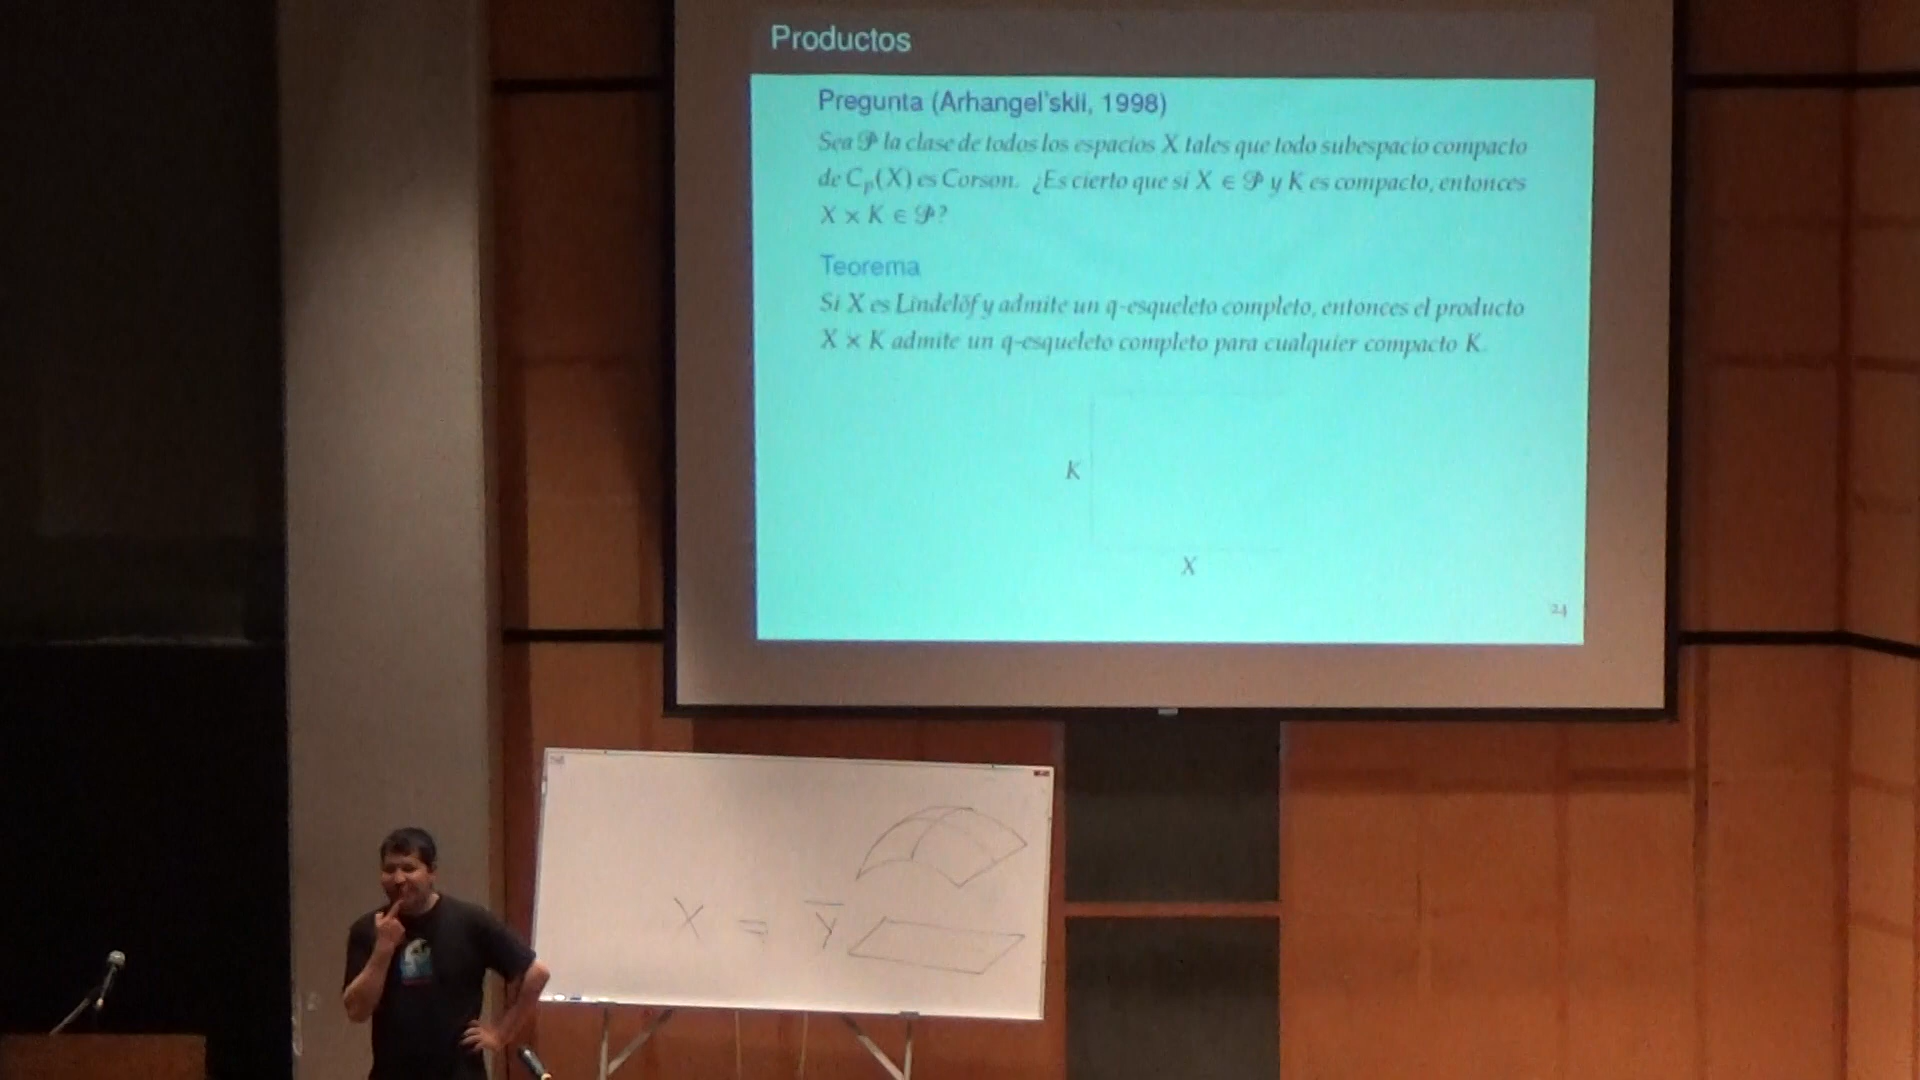 Productos
Pregunta (Arhangel'skii, 1998)
Sea 𝒫 la clase de todos los espacios X tales que todo subespacio compacto
de Cₚ(X) es Corson. ¿Es cierto que si X ∈ 𝒫 y K es compacto, entonces
X × K ∈ 𝒫?
Teorema
Si X es Lindelöf y admite un q-esqueleto completo, entonces el producto
X × K admite un q-esqueleto completo para cualquier compacto K.
K
X
24
X = Y̅